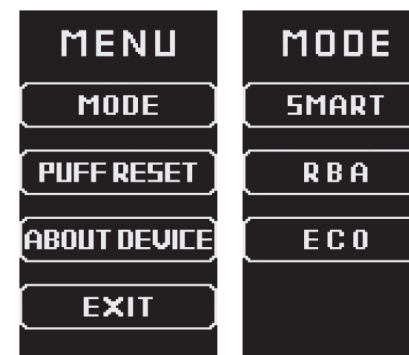 MENU
MODE
PUFF RESET
ABOUT DEVICE
EXIT
MODE
SMART
RBA
ECO